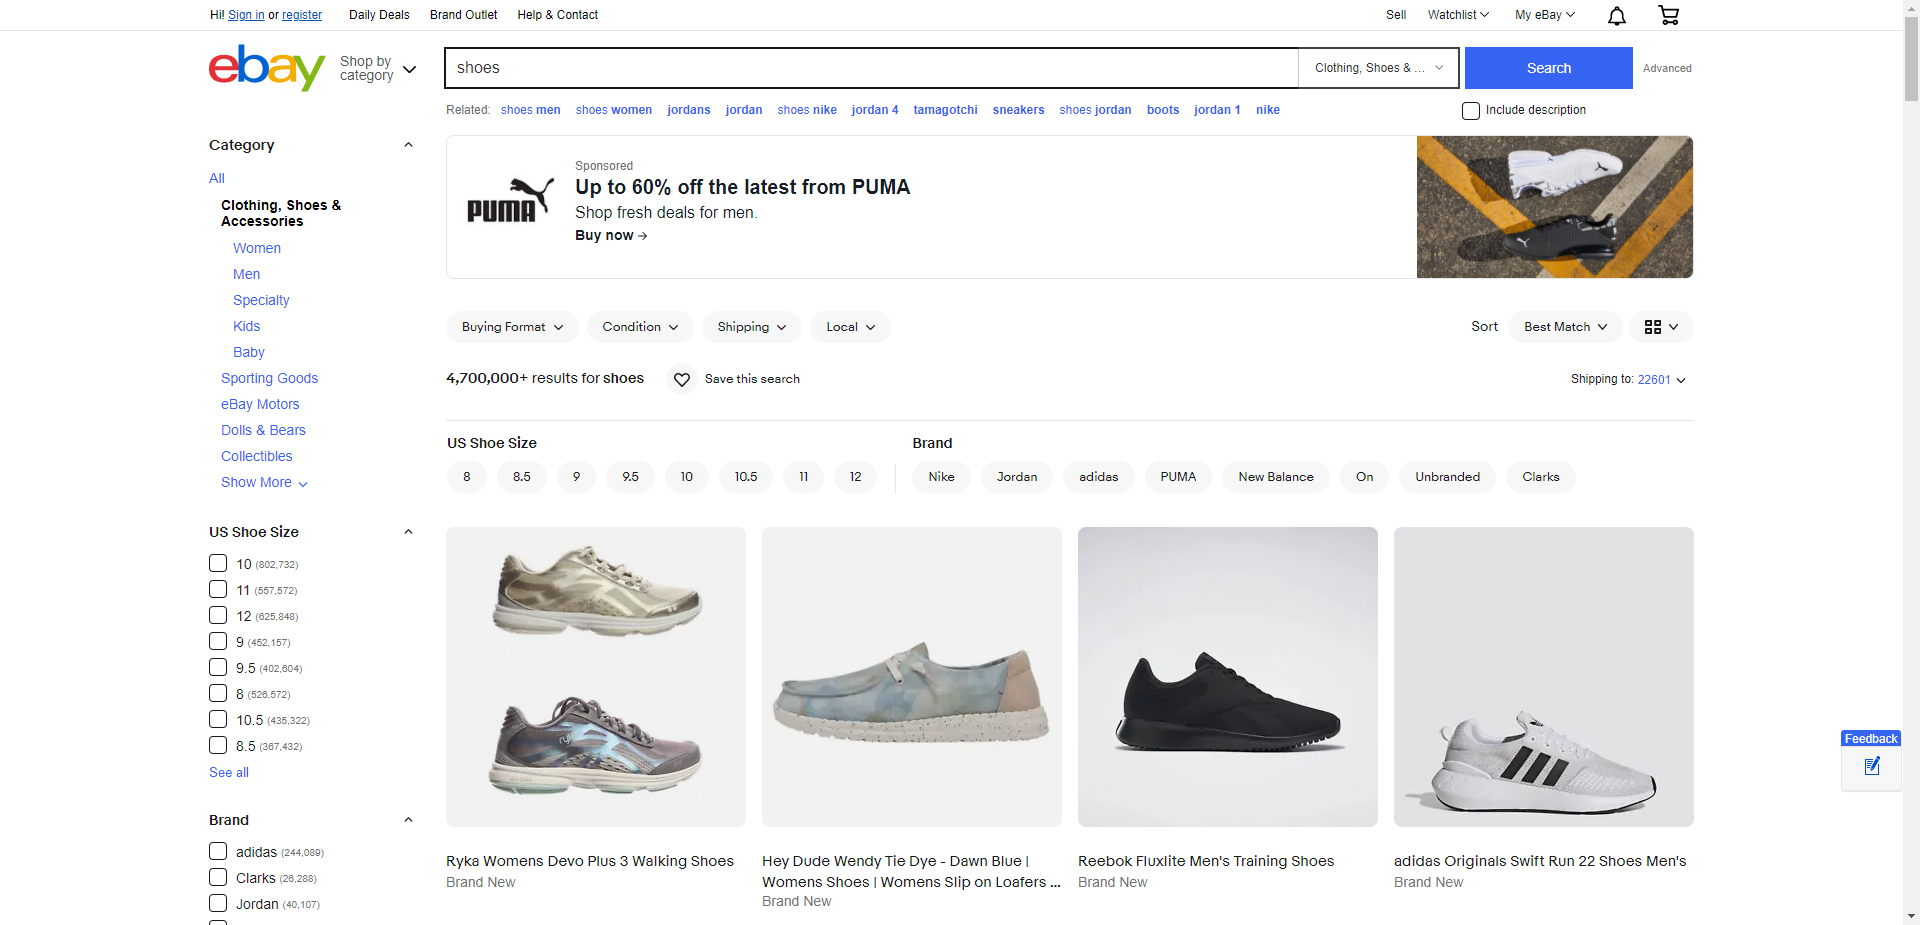 Hi! Sign in or register Daily Deals Brand Outlet Help & Contact Sell Watchlist My eBay
ebay
Shop by
category
shoes
Clothing, Shoes & ...
Search
Advanced
Related: shoes men shoes women jordans jordan shoes nike jordan 4 tamagotchi sneakers shoes jordan boots jordan 1 nike
Include description
Category
All
Clothing, Shoes &
Accessories
Women
Men
Specialty
Kids
Baby
Sporting Goods
eBay Motors
Dolls & Bears
Collectibles
Show More
US Shoe Size
10 (802,732)
11 (557,572)
12 (625,848)
9 (452,157)
9.5 (402,604)
8 (526,572)
10.5 (435,322)
8.5 (367,432)
See all
Brand
adidas (244,089)
Clarks (26,288)
Jordan (40,107)
PUMA
Sponsored
Up to 60% off the latest from PUMA
Shop fresh deals for men.
Buy now →
Buying Format Condition Shipping Local
Sort Best Match
4,700,000+ results for shoes
Save this search
Shipping to: 22601
US Shoe Size
8 8.5 9 9.5 10 10.5 11 12
Brand
Nike Jordan adidas PUMA New Balance On Unbranded Clarks
Ryka Womens Devo Plus 3 Walking Shoes
Brand New
Hey Dude Wendy Tie Dye - Dawn Blue |
Womens Shoes | Womens Slip on Loafers ...
Brand New
Reebok Fluxlite Men's Training Shoes
Brand New
adidas Originals Swift Run 22 Shoes Men's
Brand New
Feedback